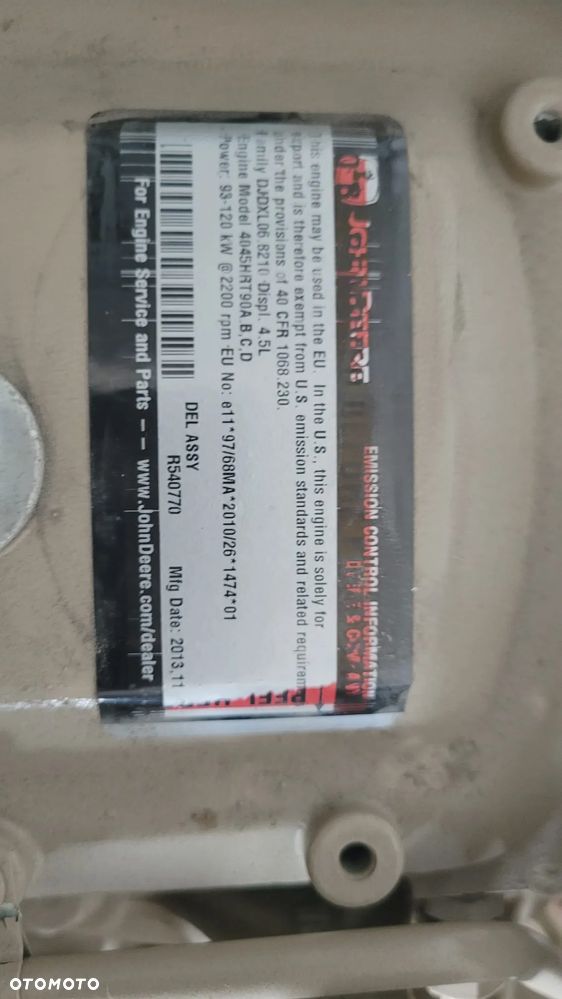 JOHN DEERE
EMISSION CONTROL INFORMATION
This engine may be used in the EU. In the U.S., this engine is solely for
export and is therefore exempt from U.S. emission standards and related
under the provisions of 40 CFR 1068.230.
Family DJDXL06.8210 Displ. 4.5L
Engine Model 4045HRT90A B,C,D
Power: 93-120 kW @2200 rpm EU No: e11*97/68MA*2010/26*1474*01
DEL ASSY
R540770
Mfg Date: 2013,11
For Engine Service and Parts -- www.JohnDeere.com/dealer
OTOMOTO